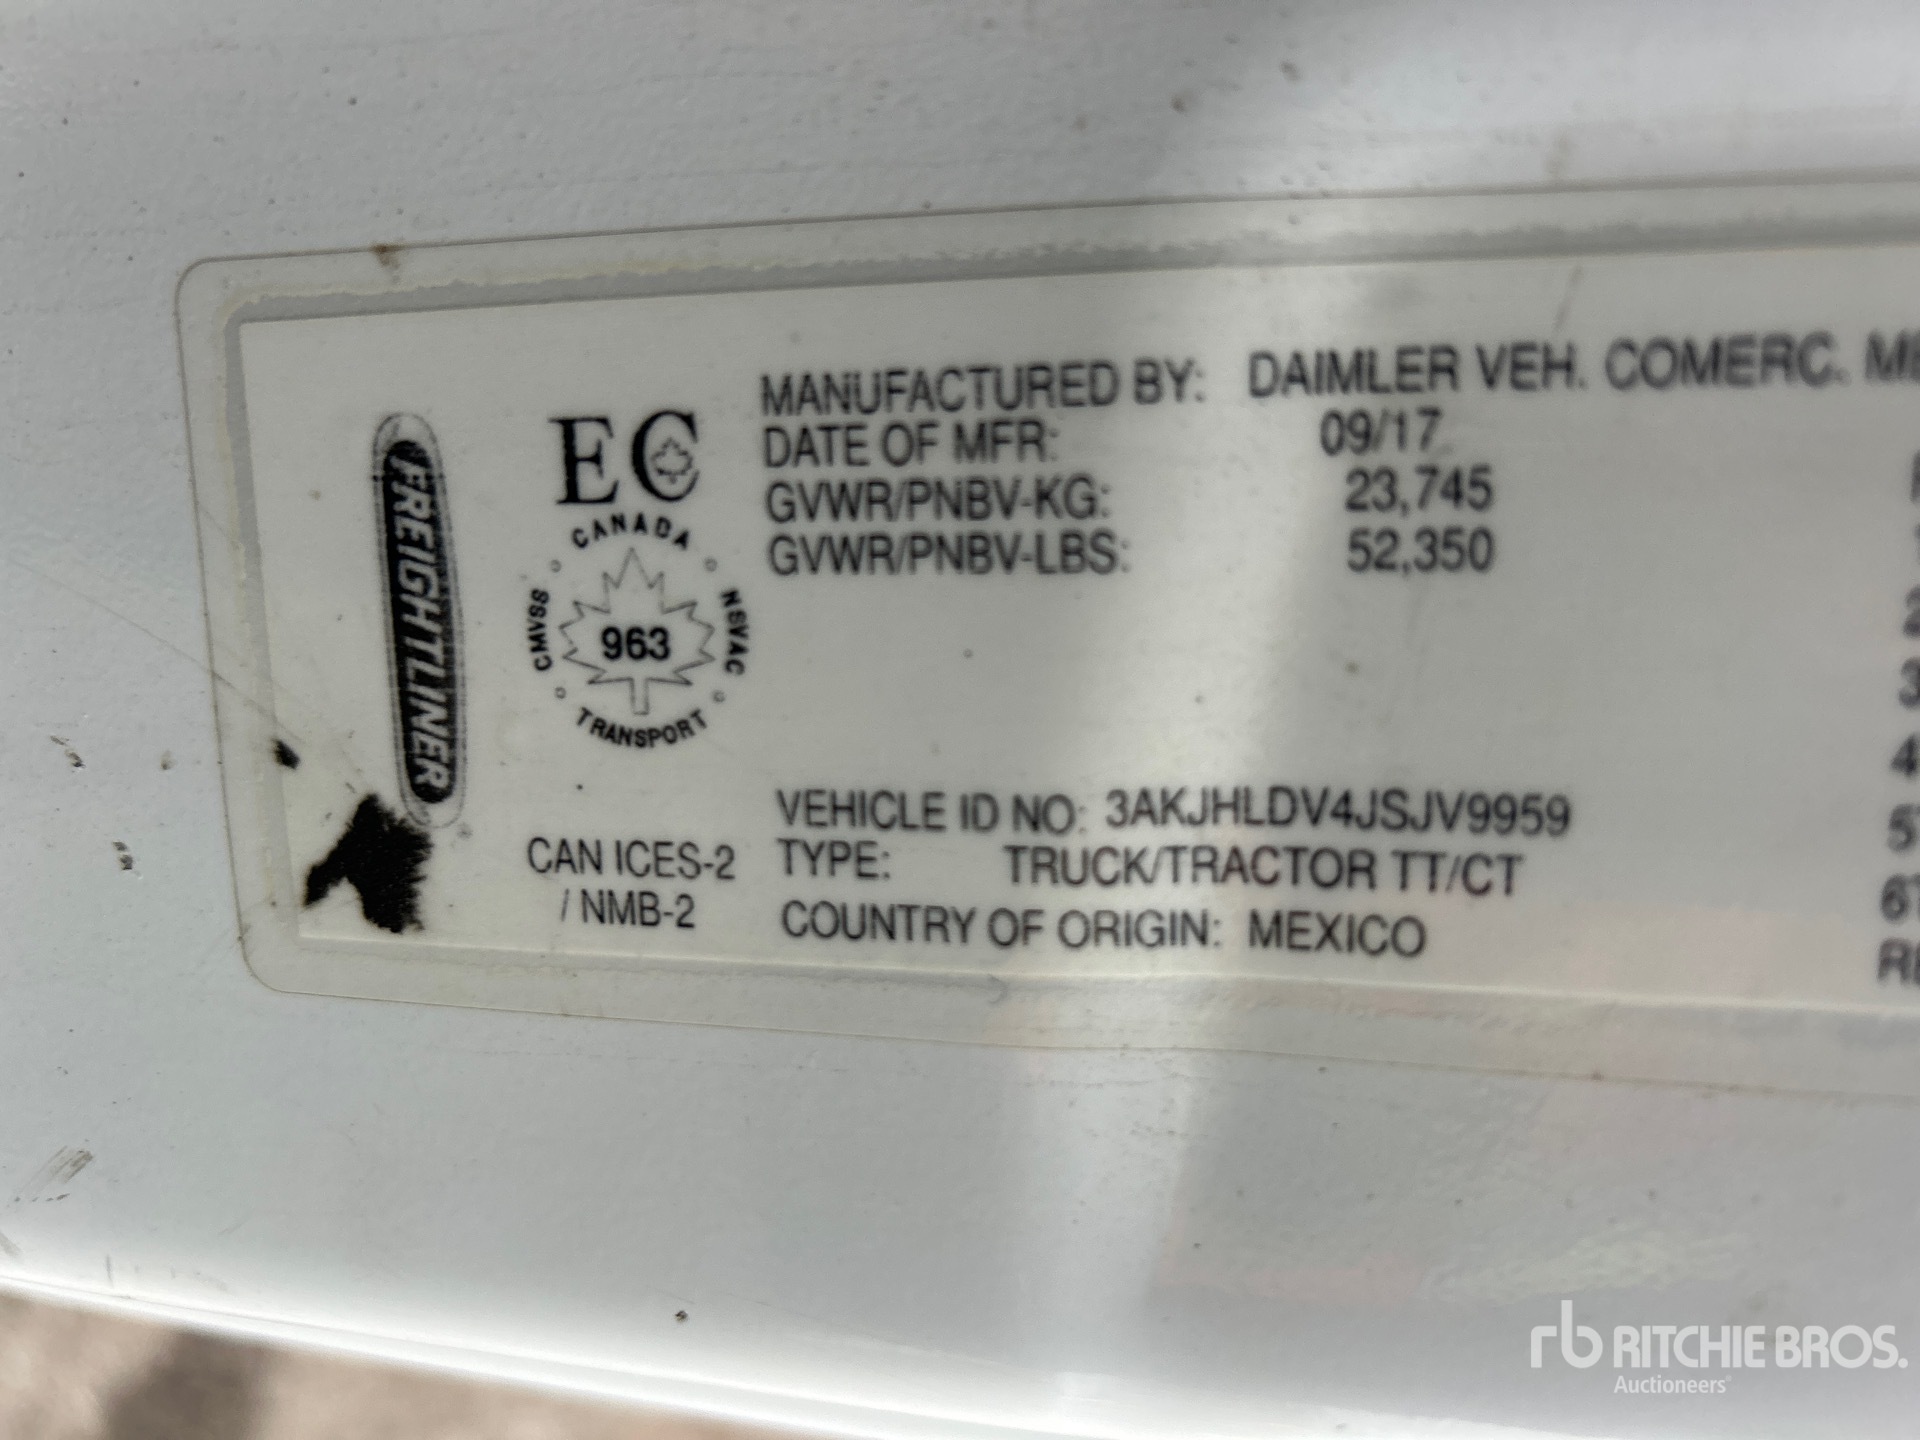 MANUFACTURED BY: DAIMLER VEH. COMERC. ME
DATE OF MFR: 09/17
GVWR/PNBV-KG: 23,745
GVWR/PNBV-LBS: 52,350
FREIGHTLINER
EC
CANADA
CMVSS
963
NSVAC
TRANSPORT
VEHICLE ID NO: 3AKJHLDV4JSJV9959
CAN ICES-2
/ NMB-2
TYPE: TRUCK/TRACTOR TT/CT
COUNTRY OF ORIGIN: MEXICO
rb RITCHIE BROS.
Auctioneers